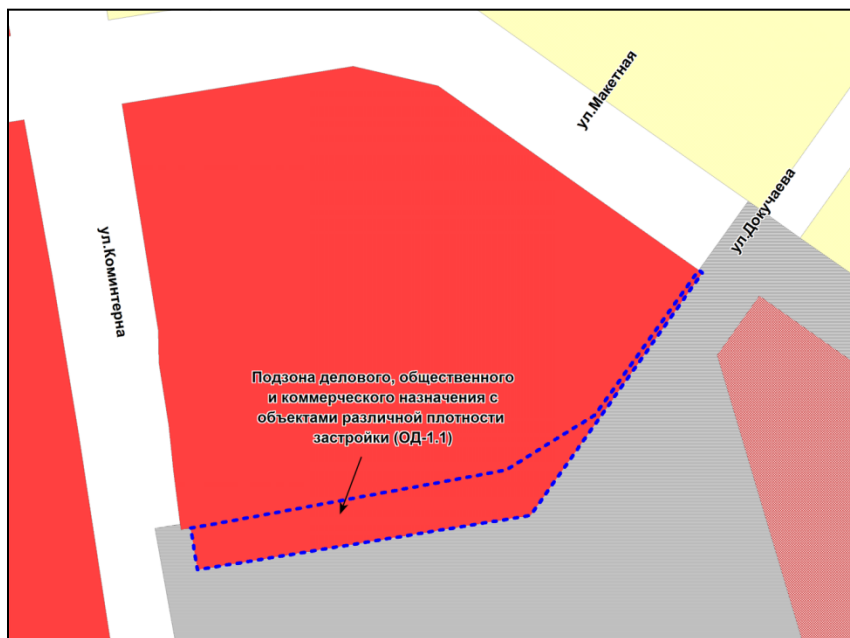 ул.Макетная
ул.Докучаева
ул.Коминтерна
Подзона делового, общественного
и коммерческого назначения с
объектами различной плотности
застройки (ОД-1.1)